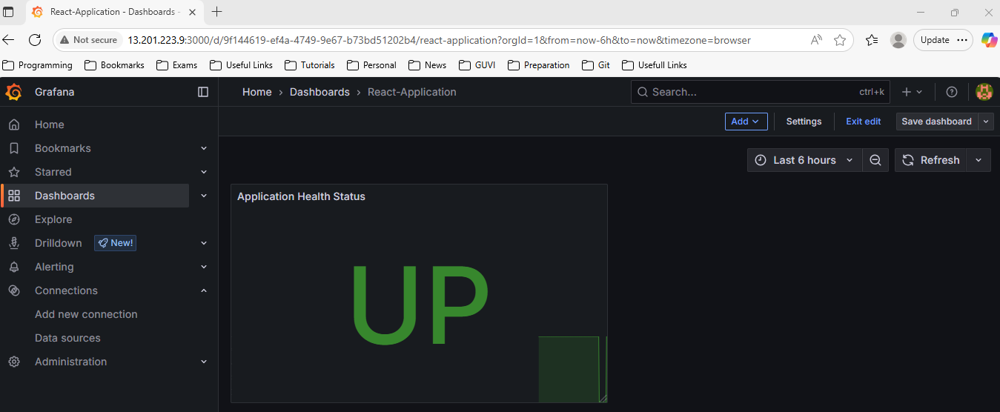 React-Application - Dashboards -
Not secure 13.201.223.9:3000/d/9f144619-ef4a-4749-9e67-b73bd51202b4/react-application?orgId=1&from=now-6h&to=now&timezone=browser Update
Programming Bookmarks Exams Useful Links Tutorials Personal News GUVI Preparation Git Usefull Links
Grafana Home › Dashboards › React-Application Search... ctrl+k
Add Settings Exit edit Save dashboard
Last 6 hours Refresh
Home
Bookmarks
Starred
Dashboards
Explore
Drilldown New!
Alerting
Connections
Add new connection
Data sources
Administration
Application Health Status
UP